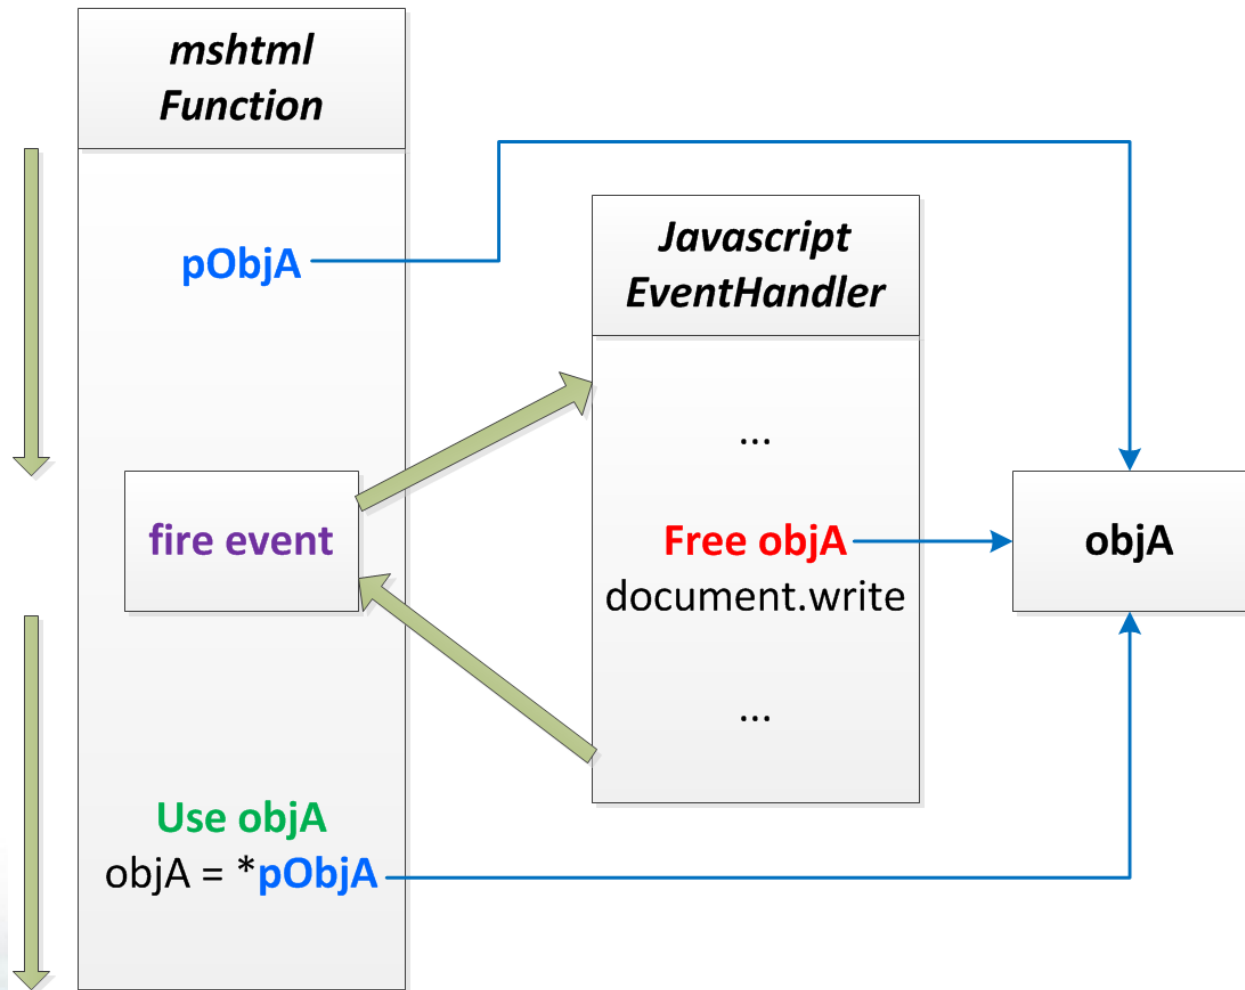 mshtml
Function
pObjA
fire event
Use objA
objA = *pObjA
Javascript
EventHandler
...
Free objA
document.write
...
objA